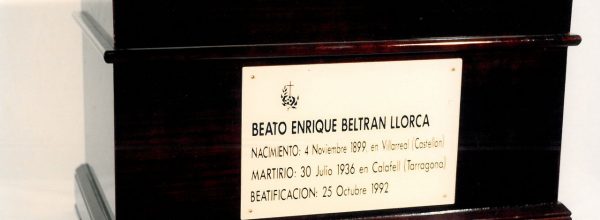 BEATO ENRIQUE BELTRAN LLORCA
NACIMIENTO: 4 Noviembre 1899, en Villarreal (Castellón)
MARTIRIO: 30 Julio 1936 en Calafell (Tarragona)
BEATIFICACION: 25 Octubre 1992